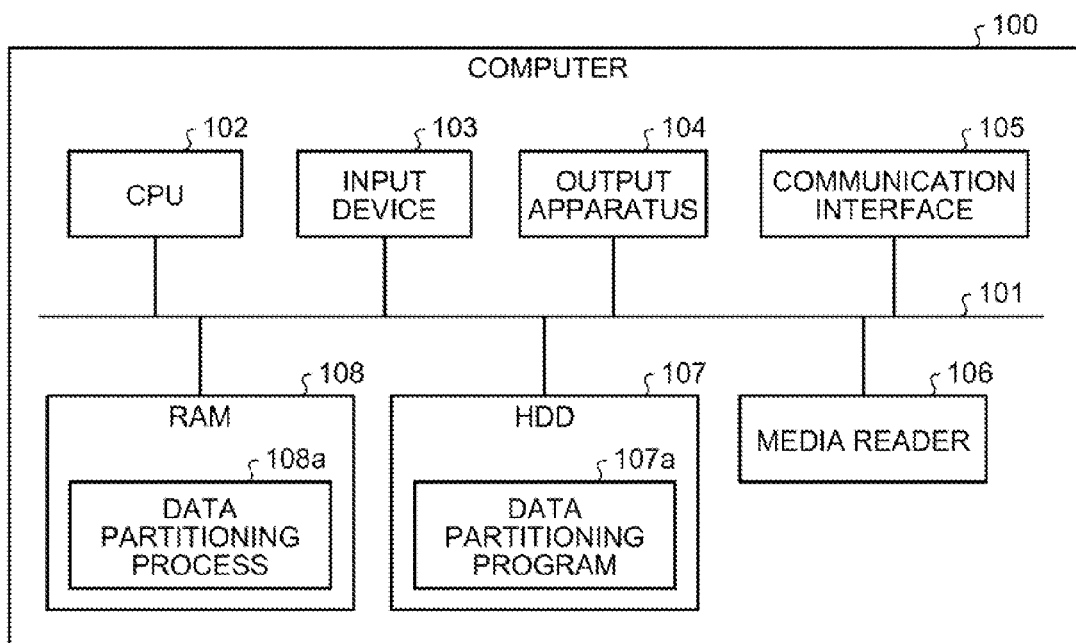 100
COMPUTER
102
103
104
105
CPU
INPUT
DEVICE
OUTPUT
APPARATUS
COMMUNICATION
INTERFACE
101
108
107
106
RAM
HDD
MEDIA READER
108a
107a
DATA
PARTITIONING
PROCESS
DATA
PARTITIONING
PROGRAM